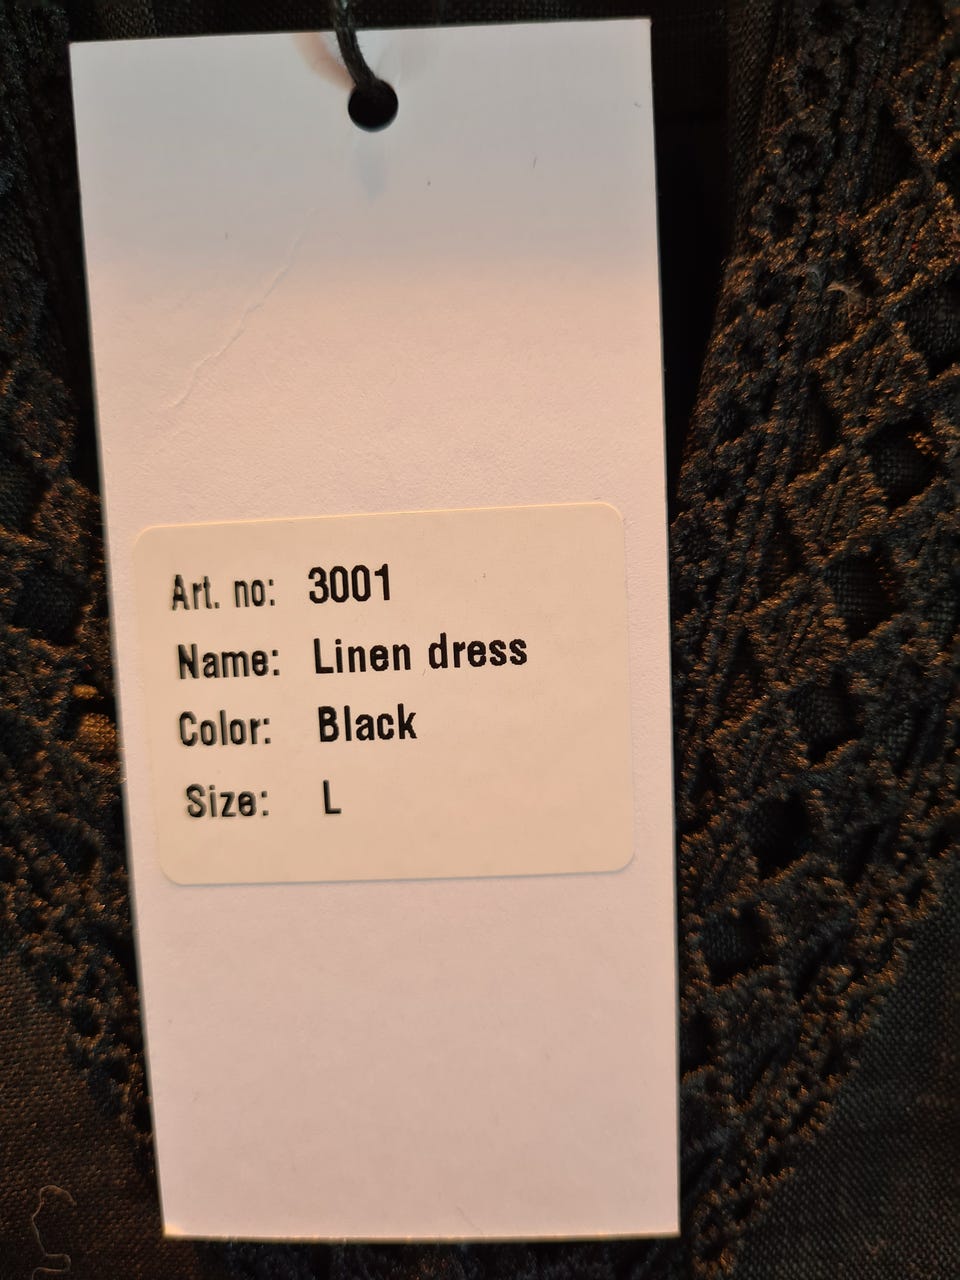 Art. no: 3001
Name: Linen dress
Color: Black
Size: L